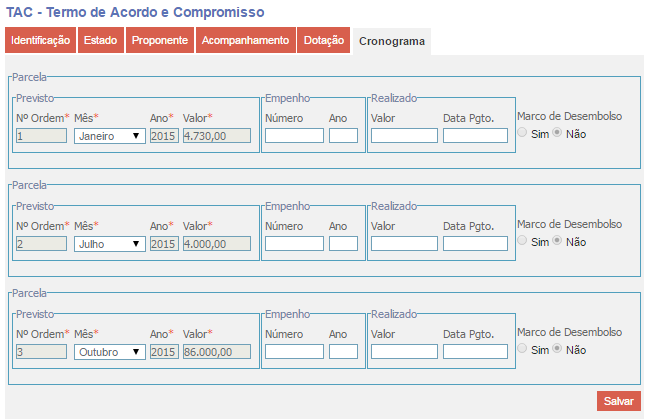 TAC - Termo de Acordo e Compromisso
Identificação Estado Proponente Acompanhamento Dotação Cronograma
Parcela
Previsto Empenho Realizado
Nº Ordem* Mês* Ano* Valor* Número Ano Valor Data Pgto. Marco de Desembolso
1 Janeiro 2015 4.730,00 Sim Não
Parcela
Previsto Empenho Realizado
Nº Ordem* Mês* Ano* Valor* Número Ano Valor Data Pgto. Marco de Desembolso
2 Julho 2015 4.000,00 Sim Não
Parcela
Previsto Empenho Realizado
Nº Ordem* Mês* Ano* Valor* Número Ano Valor Data Pgto. Marco de Desembolso
3 Outubro 2015 86.000,00 Sim Não
Salvar